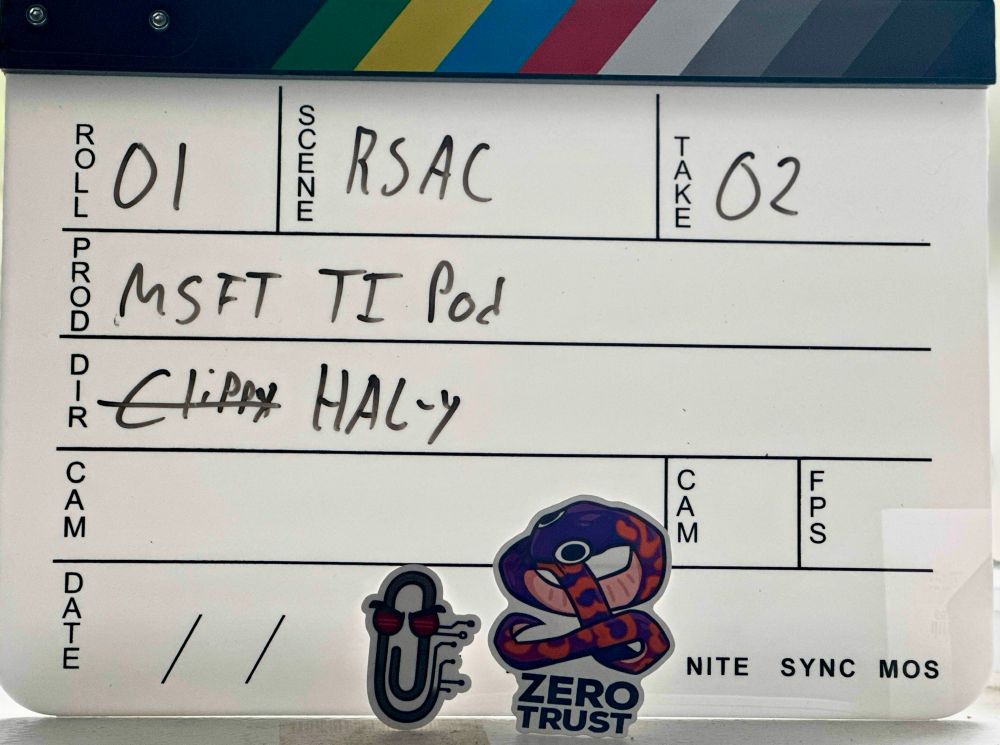 ROLL 01 SCENE RSAC TAKE 02
PROD MSFT TI Pod
DIR Clippy HAL-y
CAM CAM FPS
DATE / /
NITE SYNC MOS
ZERO
TRUST